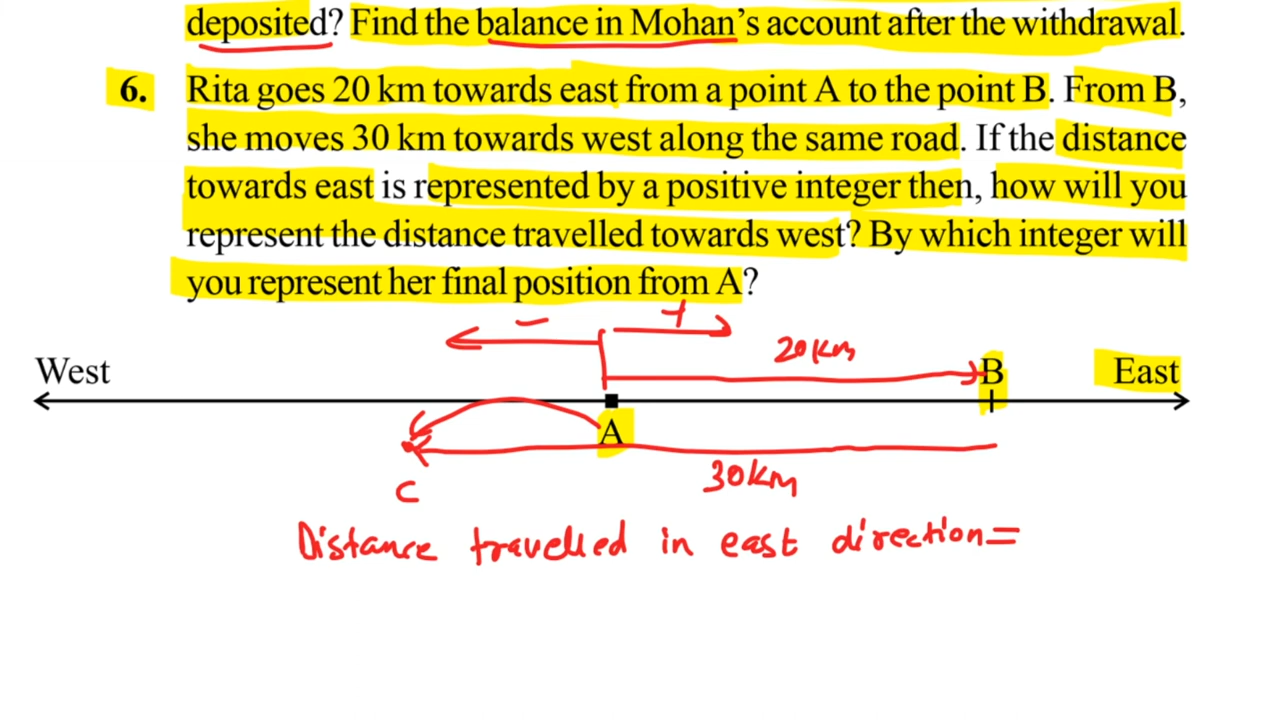 deposited? Find the balance in Mohan's account after the withdrawal.
6. Rita goes 20 km towards east from a point A to the point B. From B,
she moves 30 km towards west along the same road. If the distance
towards east is represented by a positive integer then, how will you
represent the distance travelled towards west? By which integer will
you represent her final position from A?
- +
20km
West B East
A
30km
C
Distance travelled in east direction=